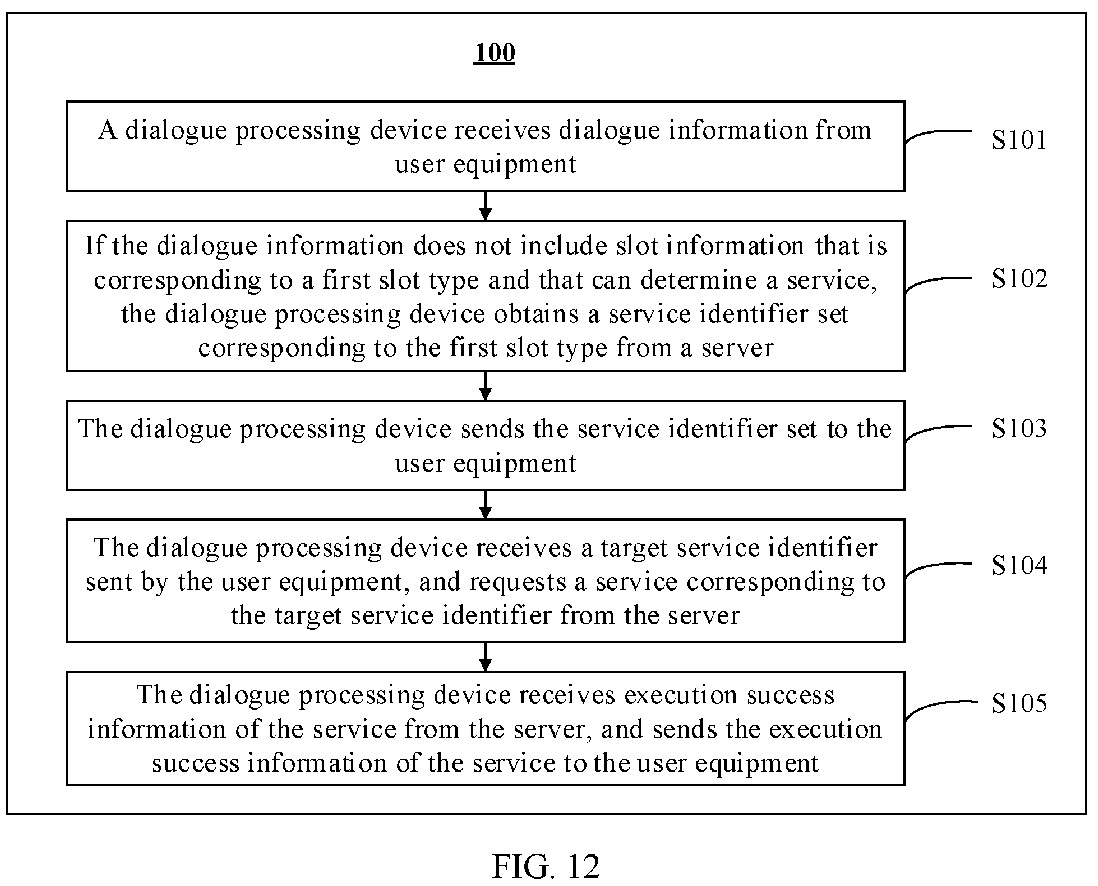 100
A dialogue processing device receives dialogue information from
user equipment
S101
If the dialogue information does not include slot information that is
corresponding to a first slot type and that can determine a service,
the dialogue processing device obtains a service identifier set
corresponding to the first slot type from a server
S102
The dialogue processing device sends the service identifier set to the
user equipment
S103
The dialogue processing device receives a target service identifier
sent by the user equipment, and requests a service corresponding to
the target service identifier from the server
S104
The dialogue processing device receives execution success
information of the service from the server, and sends the execution
success information of the service to the user equipment
S105
FIG. 12